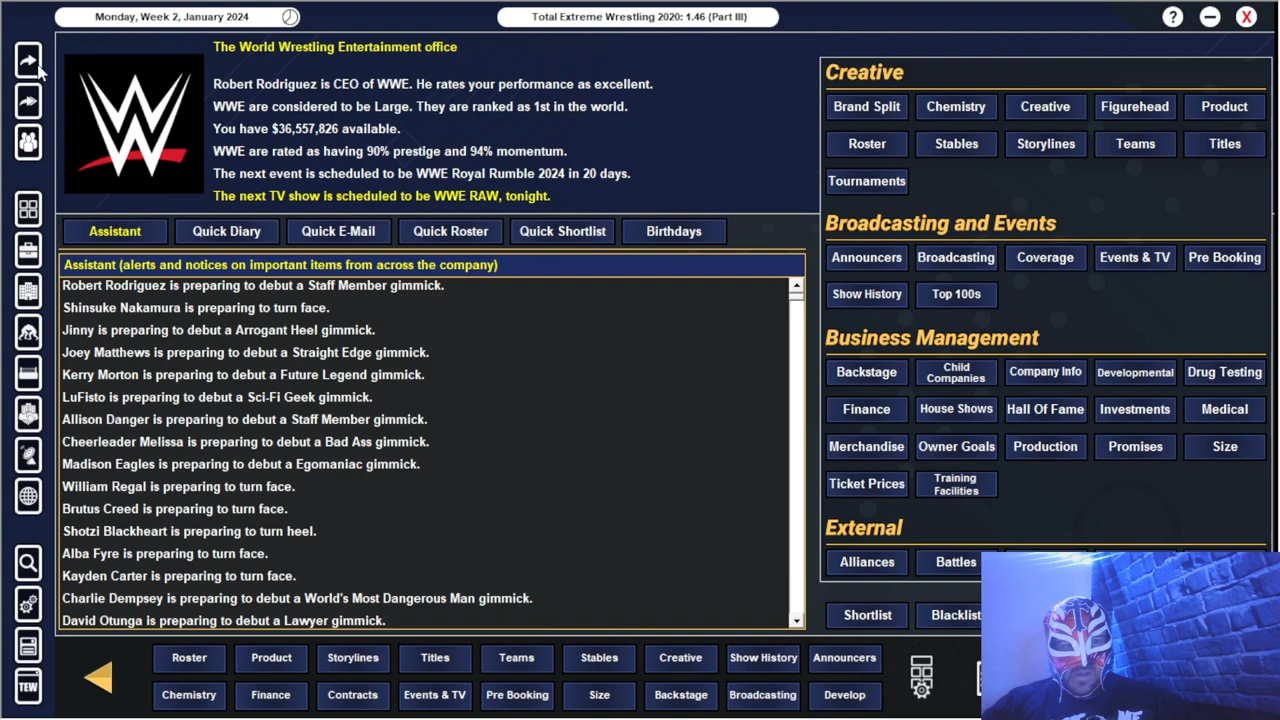 Monday, Week 2, January 2024
Total Extreme Wrestling 2020: 1.46 (Part III)
?
X
The World Wrestling Entertainment office
Robert Rodriguez is CEO of WWE. He rates your performance as excellent.
WWE are considered to be Large. They are ranked as 1st in the world.
You have $36,557,826 available.
WWE are rated as having 90% prestige and 94% momentum.
The next event is scheduled to be WWE Royal Rumble 2024 in 20 days.
The next TV show is scheduled to be WWE RAW, tonight.
Assistant Quick Diary Quick E-Mail Quick Roster Quick Shortlist Birthdays
Assistant (alerts and notices on important items from across the company)
Robert Rodriguez is preparing to debut a Staff Member gimmick.
Shinsuke Nakamura is preparing to turn face.
Jinny is preparing to debut a Arrogant Heel gimmick.
Joey Matthews is preparing to debut a Straight Edge gimmick.
Kerry Morton is preparing to debut a Future Legend gimmick.
LuFisto is preparing to debut a Sci-Fi Geek gimmick.
Allison Danger is preparing to debut a Staff Member gimmick.
Cheerleader Melissa is preparing to debut a Bad Ass gimmick.
Madison Eagles is preparing to debut a Egomaniac gimmick.
William Regal is preparing to turn face.
Brutus Creed is preparing to turn face.
Shotzi Blackheart is preparing to turn heel.
Alba Fyre is preparing to turn face.
Kayden Carter is preparing to turn face.
Charlie Dempsey is preparing to debut a World's Most Dangerous Man gimmick.
David Otunga is preparing to debut a Lawyer gimmick.
Creative
Brand Split Chemistry Creative Figurehead Product
Roster Stables Storylines Teams Titles
Tournaments
Broadcasting and Events
Announcers Broadcasting Coverage Events & TV Pre Booking
Show History Top 100s
Business Management
Backstage Child Companies Company Info Developmental Drug Testing
Finance House Shows Hall Of Fame Investments Medical
Merchandise Owner Goals Production Promises Size
Ticket Prices Training Facilities
External
Alliances Battles
Shortlist Blacklist
Roster Product Storylines Titles Teams Stables Creative Show History Announcers
Chemistry Finance Contracts Events & TV Pre Booking Size Backstage Broadcasting Develop
TEW